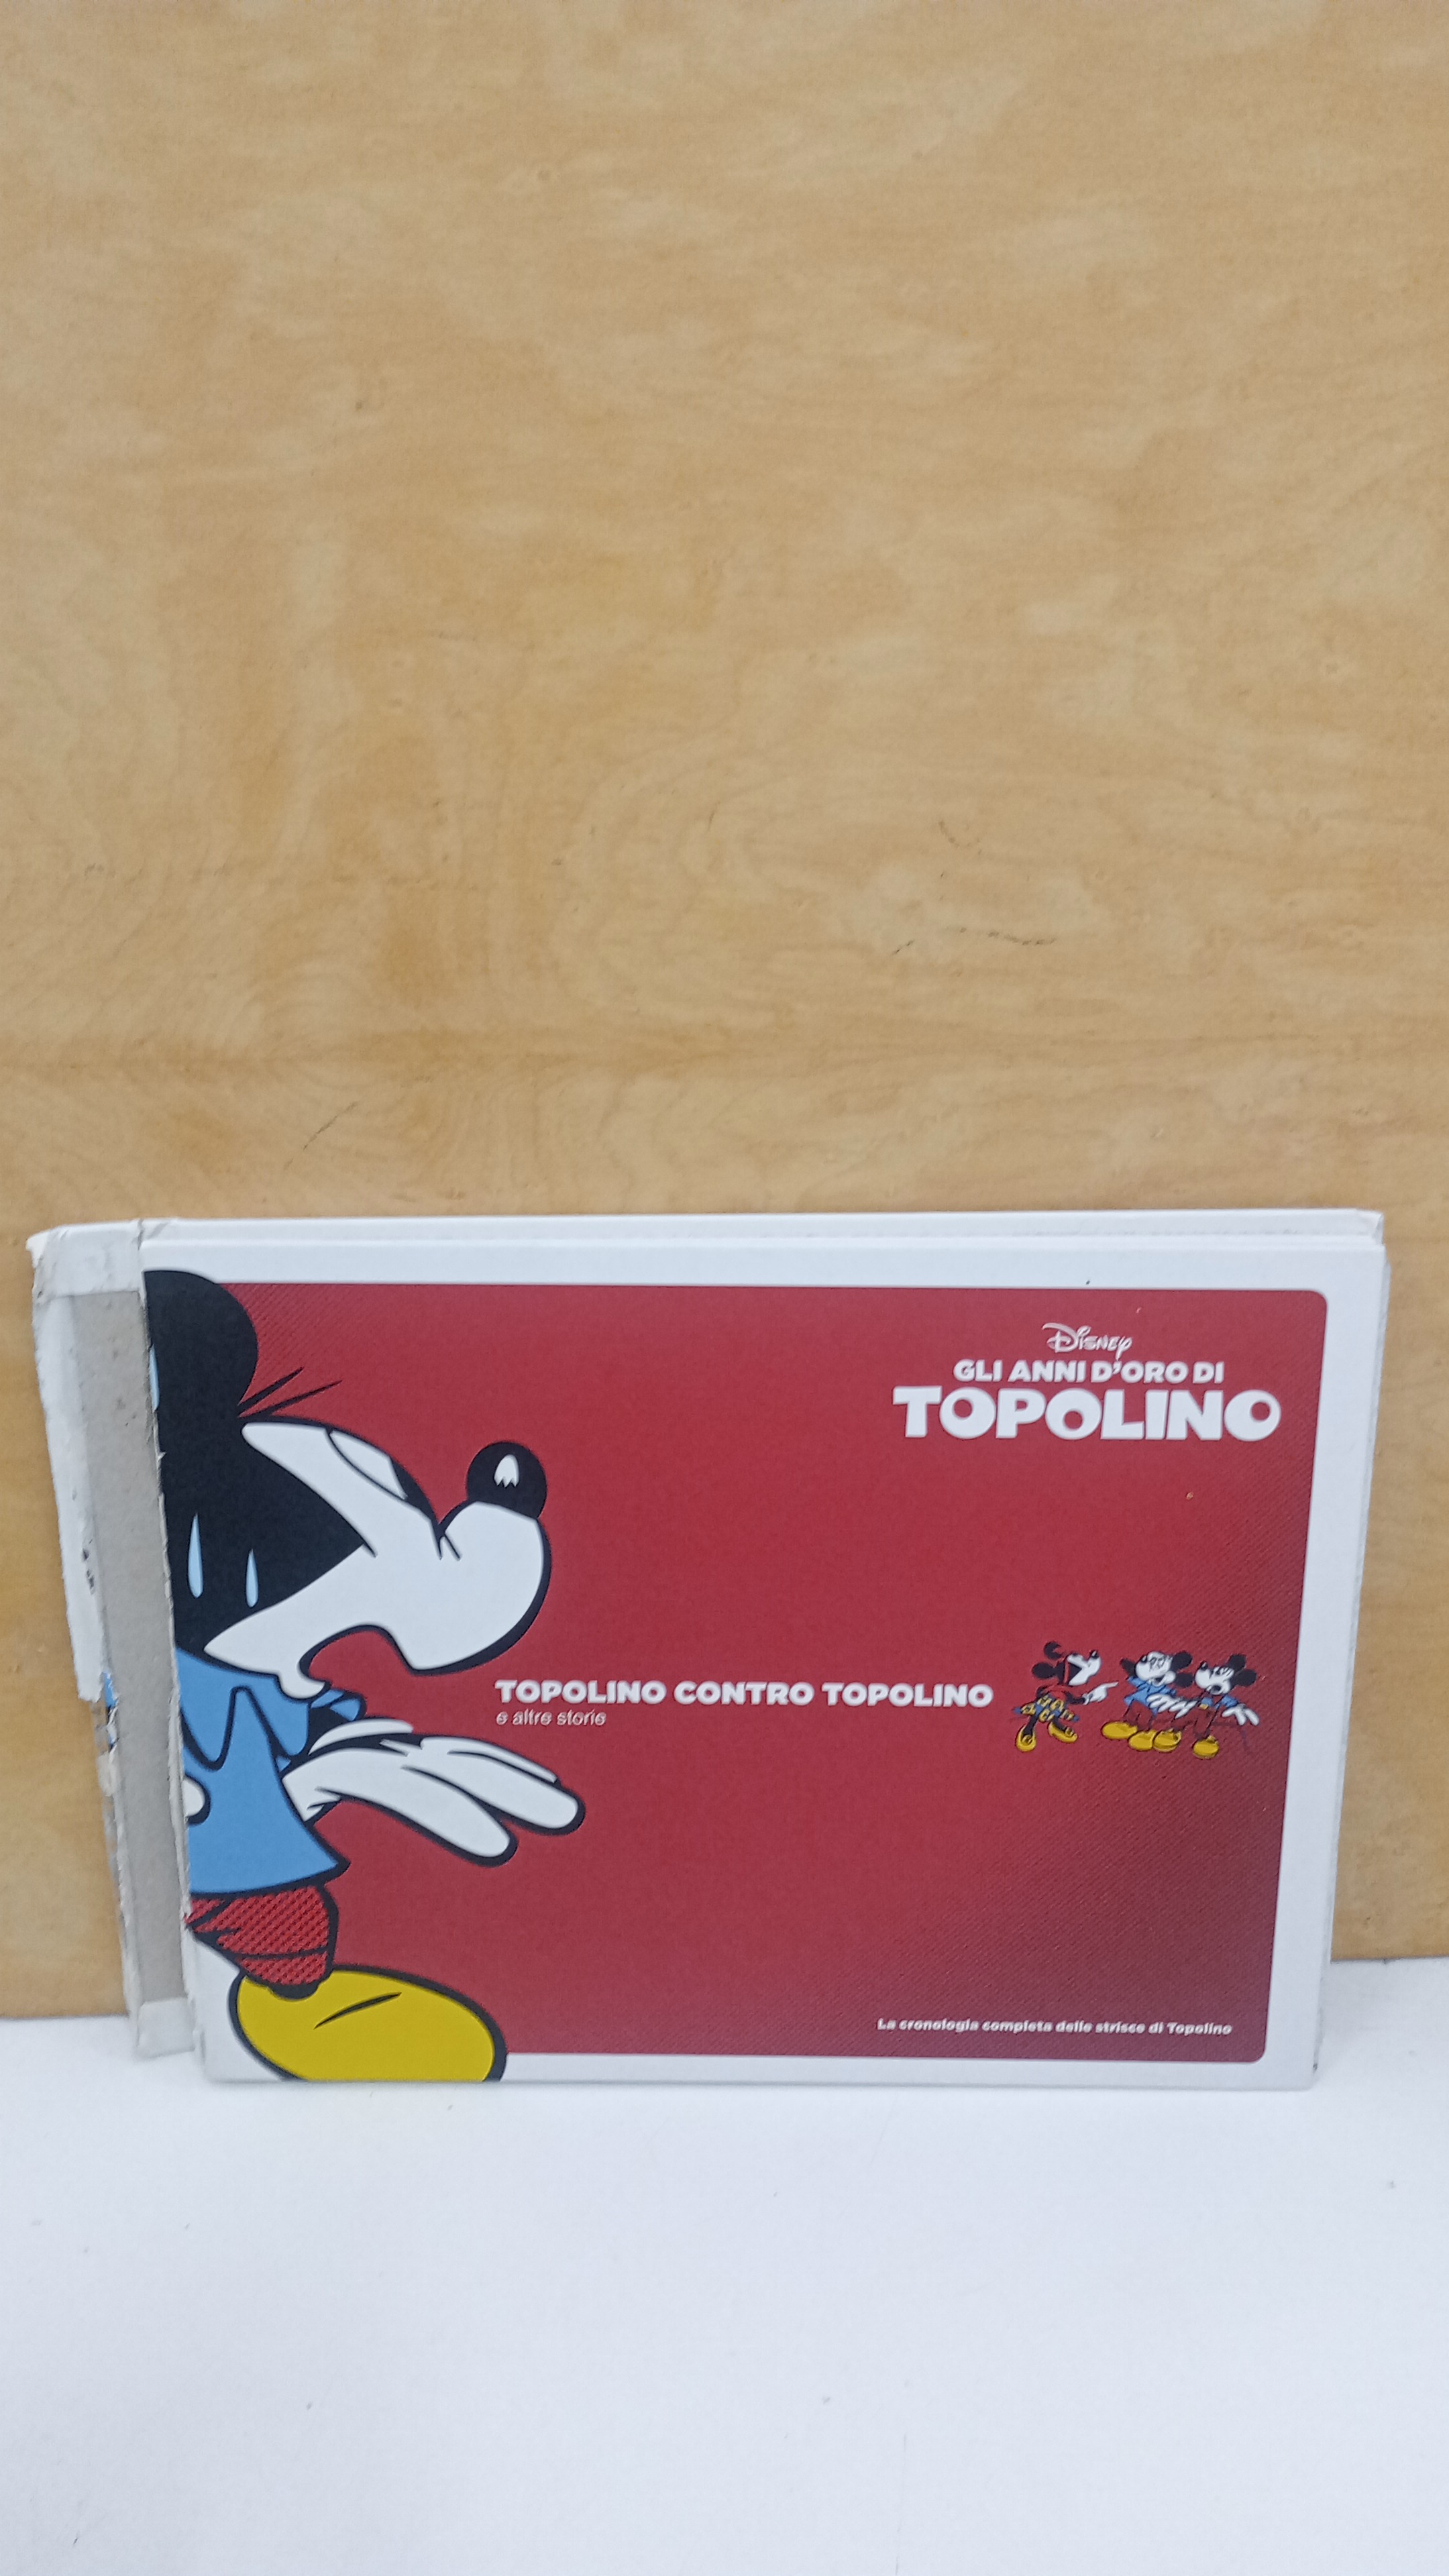 Disney
GLI ANNI D'ORO DI
TOPOLINO
TOPOLINO CONTRO TOPOLINO
e altre storie
La cronologia completa delle strisce di Topolino